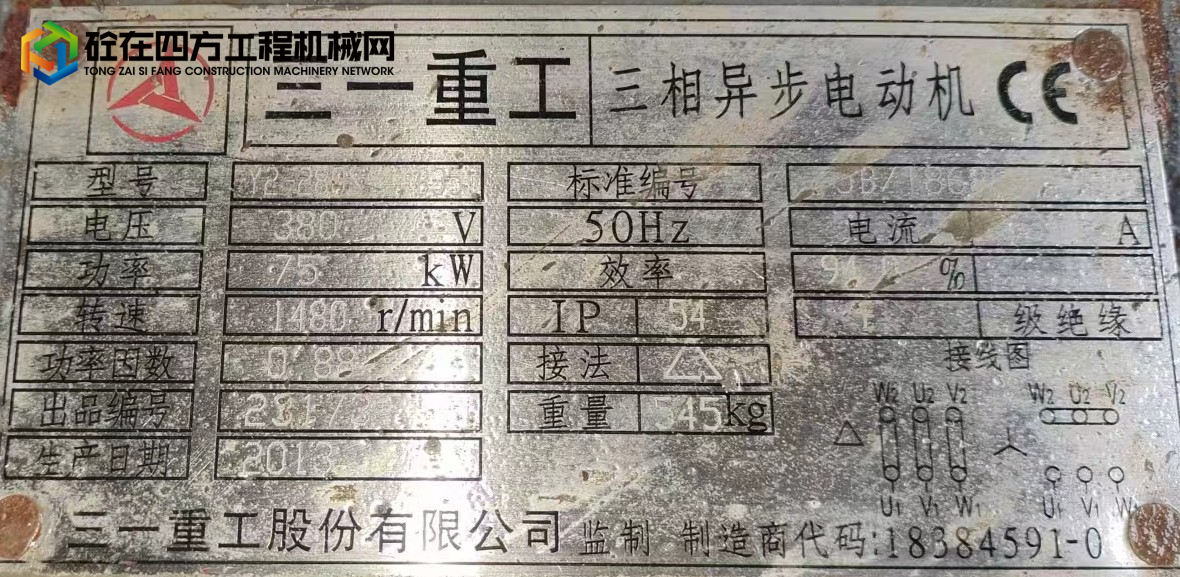 砼在四方工程机械网
TONG ZAI SI FANG CONSTRUCTION MACHINERY NETWORK
三一重工 三相异步电动机 CE
型号 Y2-280 标准编号
电压 380 V 50Hz 电流 A
功率 75 kW 效率 94. %
转速 1480 r/min IP 54 级绝缘
功率因数 0.88 接法 △
接线图
出品编号 重量 545kg
生产日期 2013
W2 U2 V2 W2 U2 V2
△
U1 V1 W1 U1 V1 W1
三一重工股份有限公司 监制 制造商代码:18384591-0